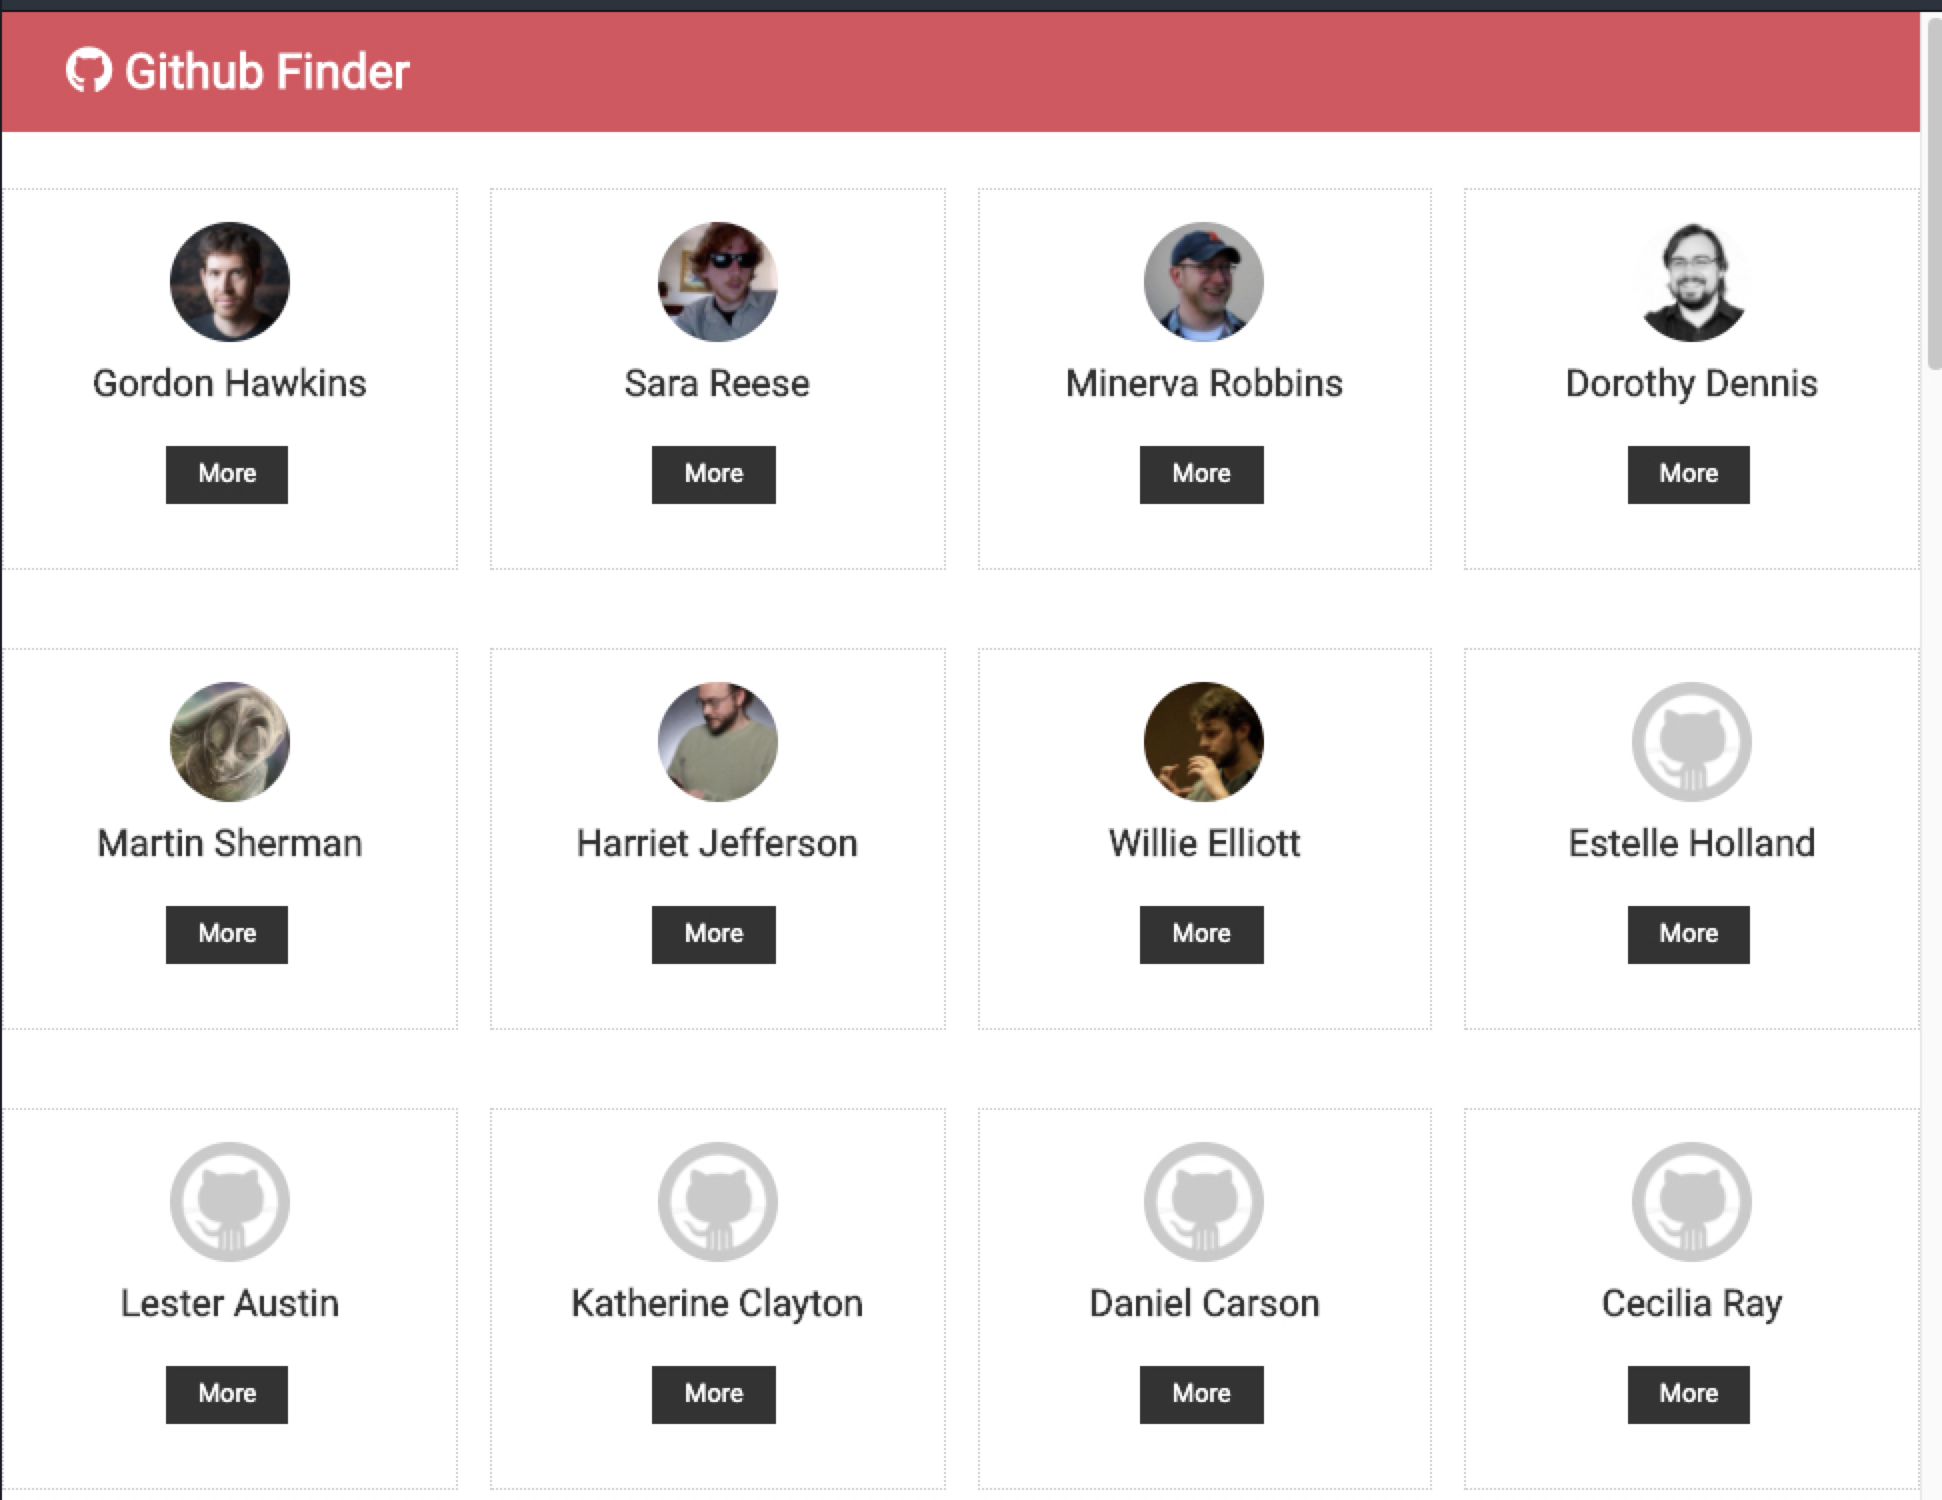 Github Finder
Gordon Hawkins
Sara Reese
Minerva Robbins
Dorothy Dennis
More
More
More
More
Martin Sherman
Harriet Jefferson
Willie Elliott
Estelle Holland
More
More
More
More
Lester Austin
Katherine Clayton
Daniel Carson
Cecilia Ray
More
More
More
More